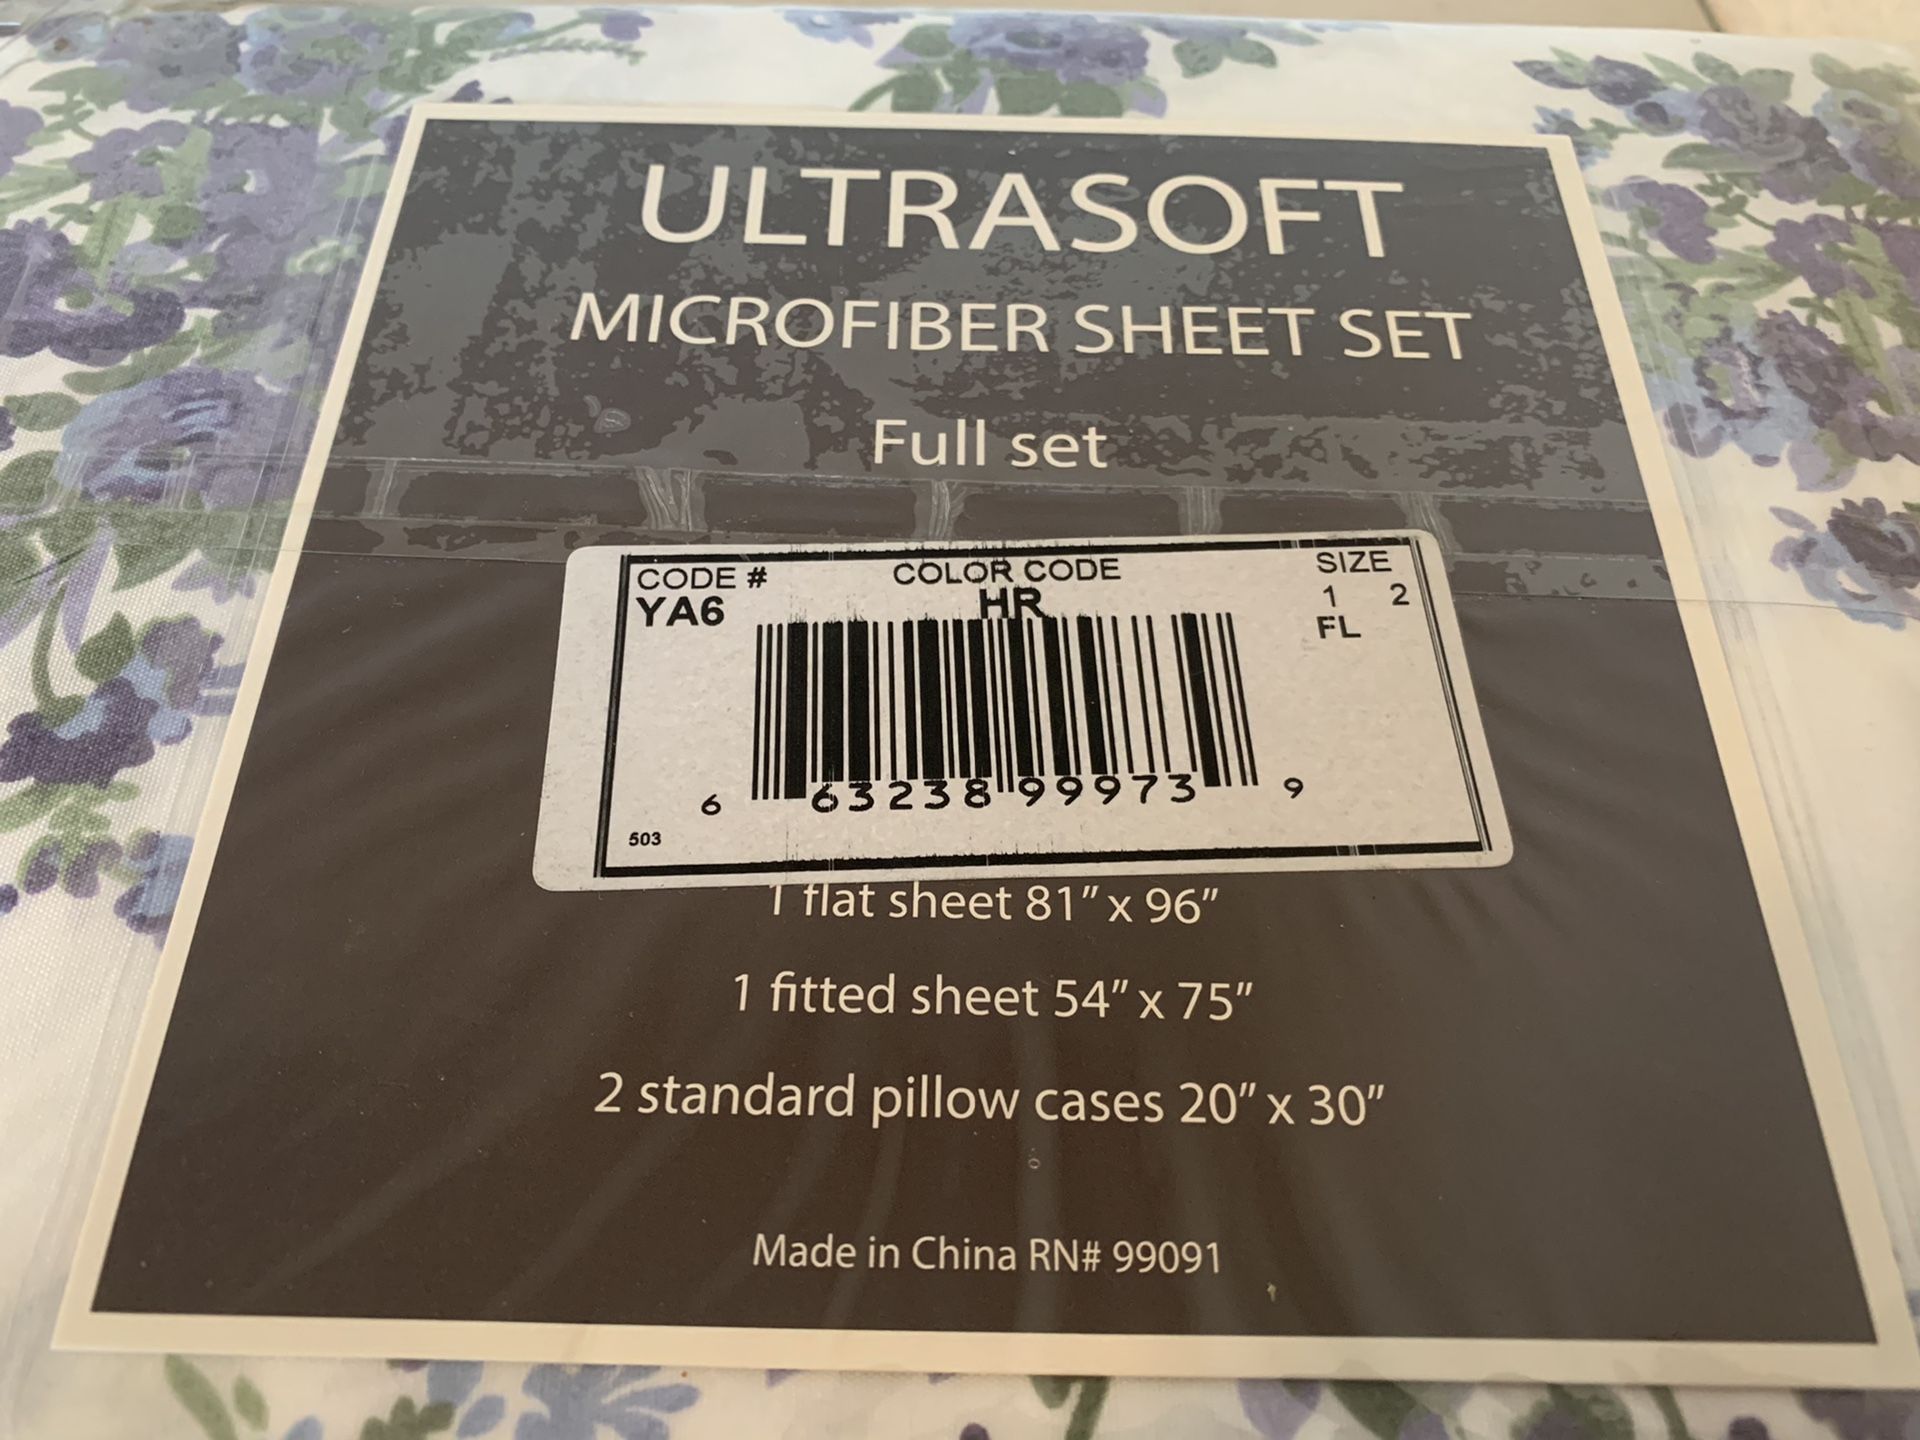 ULTRASOFT
MICROFIBER SHEET SET
Full set
CODE # COLOR CODE SIZE
YA6 HR 1 2
FL
6 63238 99973 9
503
1 flat sheet 81” x 96”
1 fitted sheet 54” x 75”
2 standard pillow cases 20” x 30”
Made in China RN# 99091